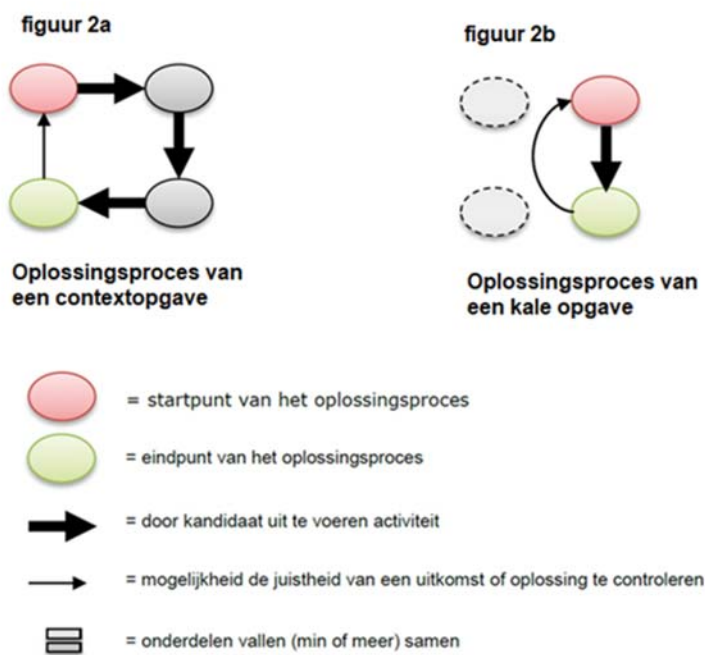 figuur 2a
figuur 2b
Oplossingsproces van
een contextopgave
Oplossingsproces van
een kale opgave
= startpunt van het oplossingsproces
= eindpunt van het oplossingsproces
= door kandidaat uit te voeren activiteit
= mogelijkheid de juistheid van een uitkomst of oplossing te controleren
= onderdelen vallen (min of meer) samen